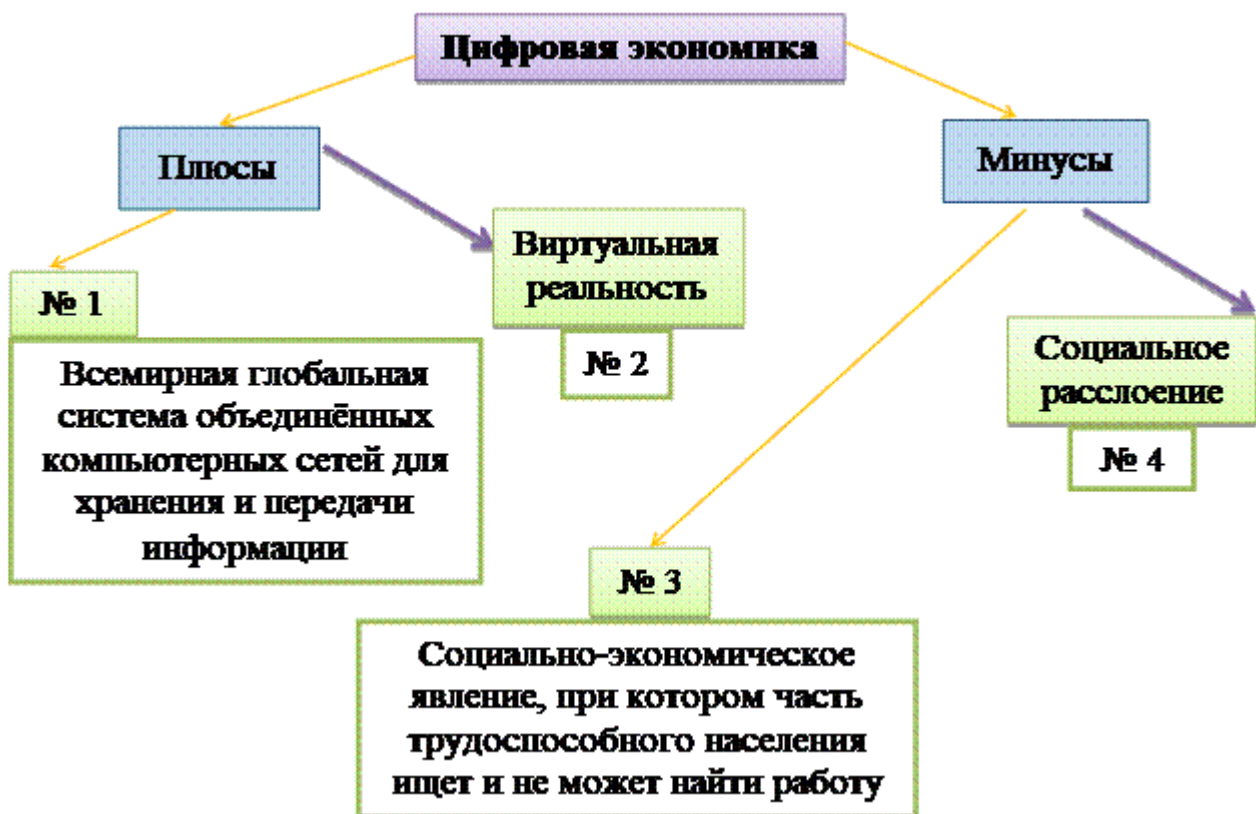 Цифровая экономика
Плюсы
Минусы
№ 1
Всемирная глобальная
система объединённых
компьютерных сетей для
хранения и передачи
информации
Виртуальная
реальность
№ 2
№ 3
Социально-экономическое
явление, при котором часть
трудоспособного населения
ищет и не может найти работу
Социальное
расслоение
№ 4